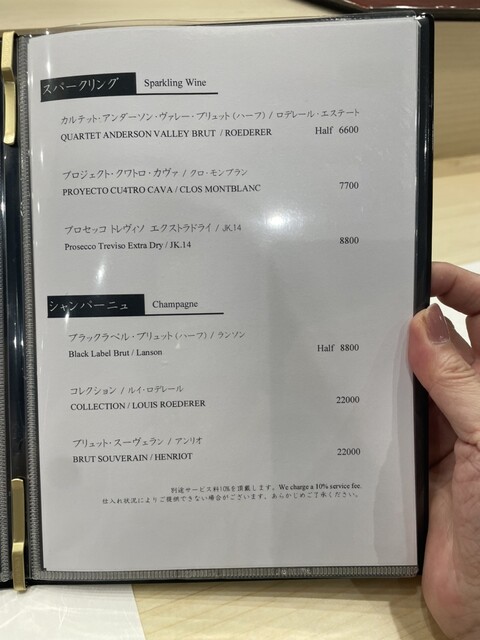 スパークリング Sparkling Wine
カルテット・アンダーソン・ヴァレー・ブリュット(ハーフ) / ロデレール・エステート
QUARTET ANDERSON VALLEY BRUT / ROEDERER Half 6600
プロジェクト・クワトロ・カヴァ / クロ・モンブラン
PROYECTO CU4TRO CAVA / CLOS MONTBLANC 7700
プロセッコ トレヴィソ エクストラドライ / JK.14
Prosecco Treviso Extra Dry / JK.14 8800
シャンパーニュ Champagne
ブラックラベル・ブリュット(ハーフ) / ランソン
Black Label Brut / Lanson Half 8800
コレクション / ルイ・ロデレール
COLLECTION / LOUIS ROEDERER 22000
ブリュット・スーヴェラン / アンリオ
BRUT SOUVERAIN / HENRIOT 22000
別途サービス料10%を頂戴します。We charge a 10% service fee.
仕入れ状況によりご提供できない場合がございます。あらかじめご了承ください。